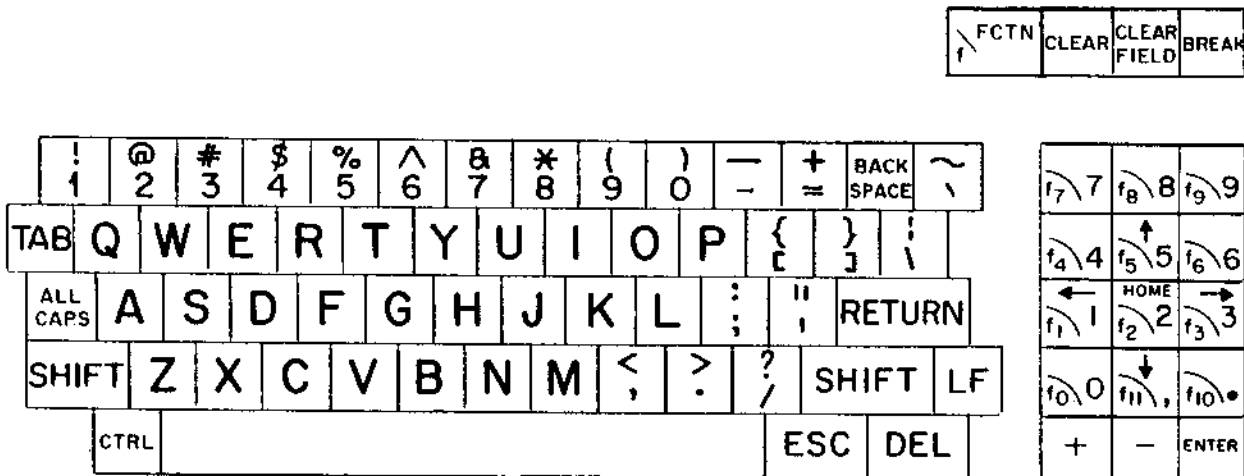 f FCTN CLEAR CLEAR FIELD BREAK
! @ # $ % ^ & * ( ) — + BACK SPACE ~
1 2 3 4 5 6 7 8 9 0 - = \
TAB Q W E R T Y U I O P { [ } ] ¦ \
ALL CAPS A S D F G H J K L : ; " ' RETURN
SHIFT Z X C V B N M < , > . ? / SHIFT LF
CTRL ESC DEL
f7 7 f8 8 f9 9
f4 4 f5 ↑ 5 f6 6
f1 ← 1 f2 HOME 2 f3 → 3
f0 0 f11 ↓ , f10 .
+ - ENTER